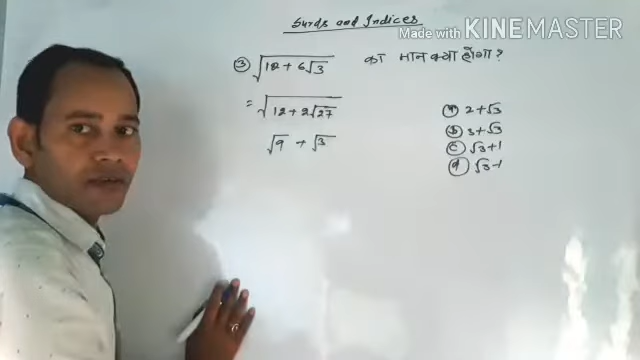 Surds and Indices
Made with KINEMASTER
③ √12 + 6√3 का मान क्या होगा ?
= √12 + 2√27
√9 + √3
ⓐ 2 + √3
ⓑ 3 + √3
ⓒ √3 + 1
ⓓ √3 - 1